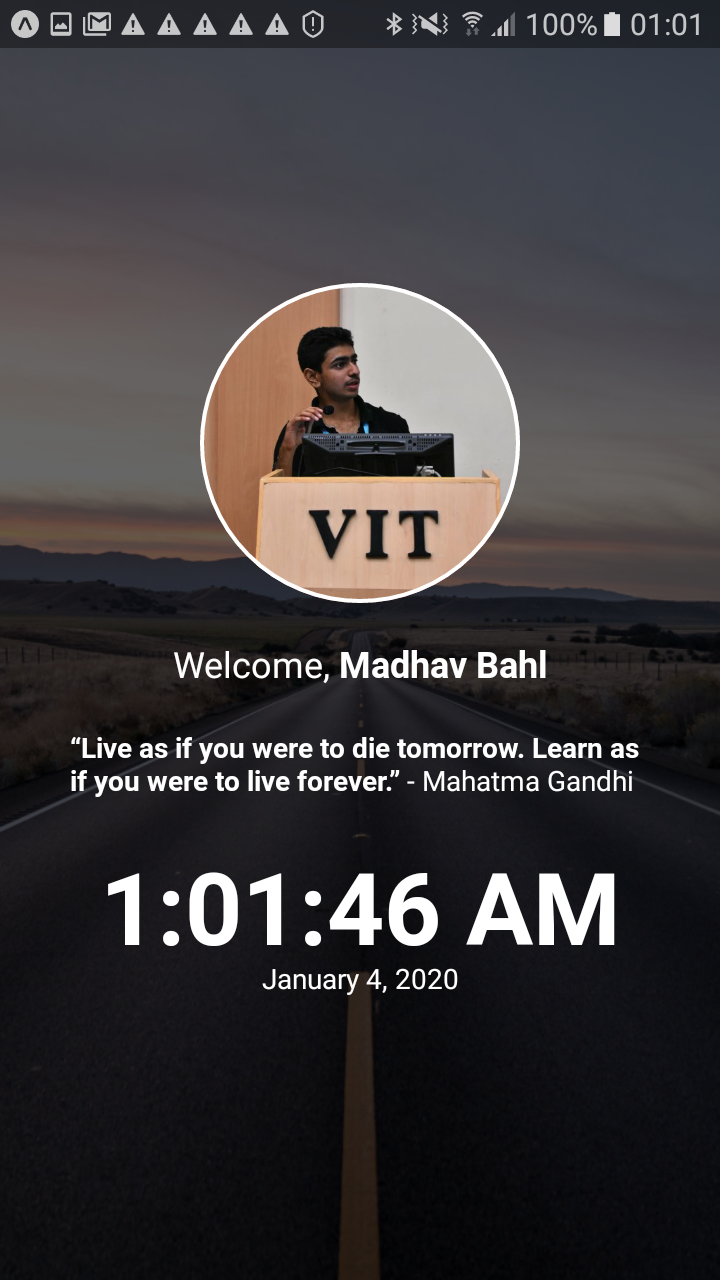 100% 01:01
VIT
Welcome, Madhav Bahl
“Live as if you were to die tomorrow. Learn as
if you were to live forever.” - Mahatma Gandhi
1:01:46 AM
January 4, 2020